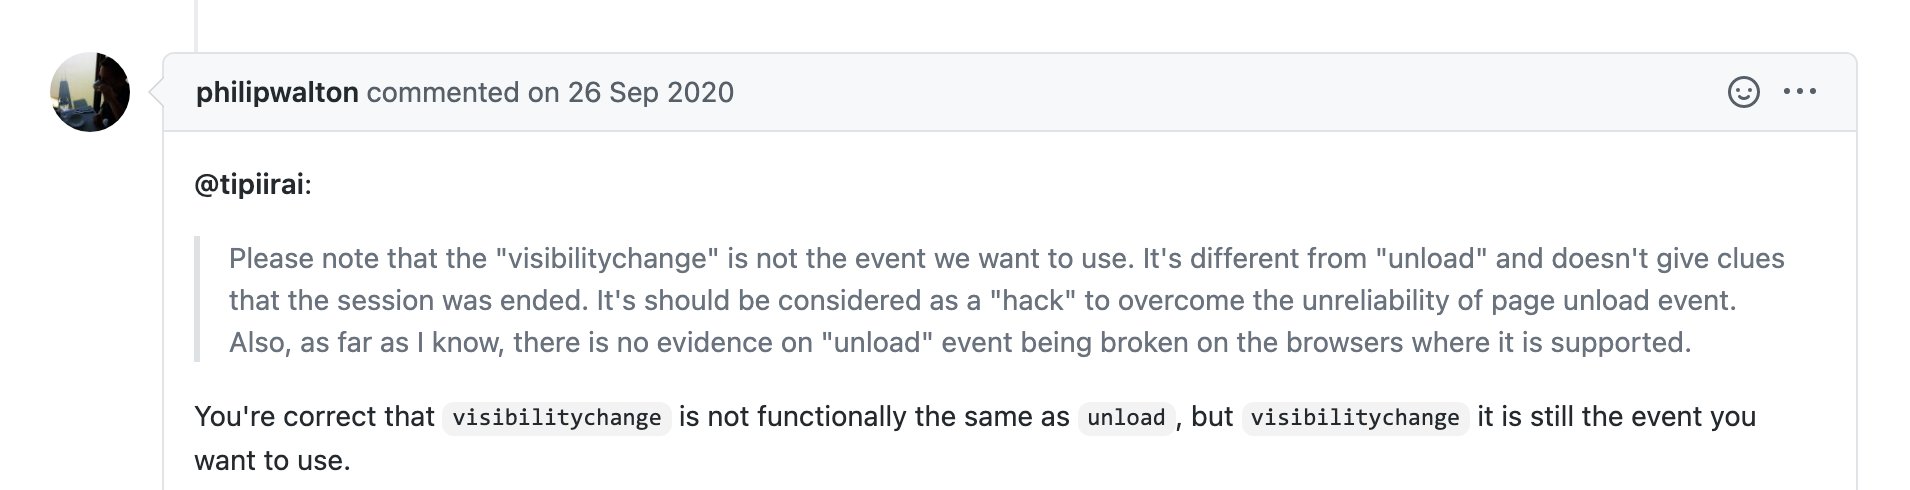 philipwalton commented on 26 Sep 2020
@tipiirai:
Please note that the "visibilitychange" is not the event we want to use. It's different from "unload" and doesn't give clues
that the session was ended. It's should be considered as a "hack" to overcome the unreliability of page unload event.
Also, as far as I know, there is no evidence on "unload" event being broken on the browsers where it is supported.
You're correct that visibilitychange is not functionally the same as unload, but visibilitychange it is still the event you
want to use.